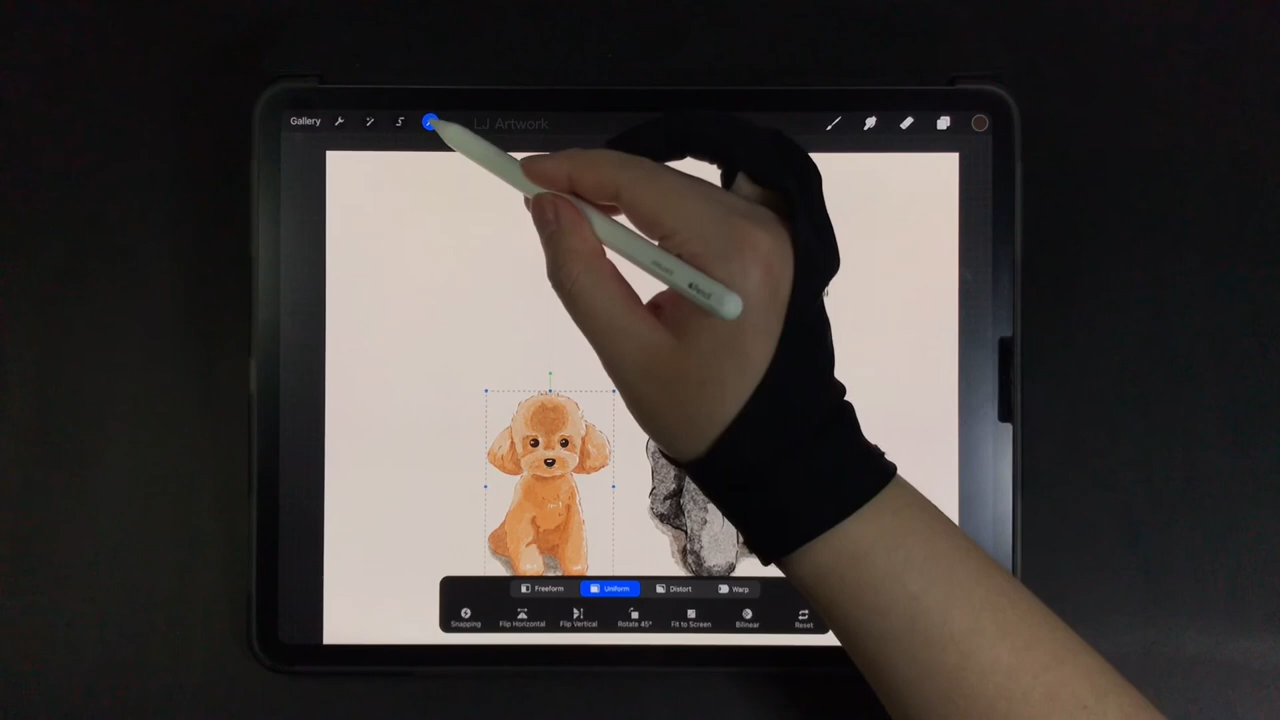 Gallery
LJ Artwork
Freeform Uniform Distort Warp
Snapping Flip Horizontal Flip Vertical Rotate 45° Fit to Screen Bilinear Reset